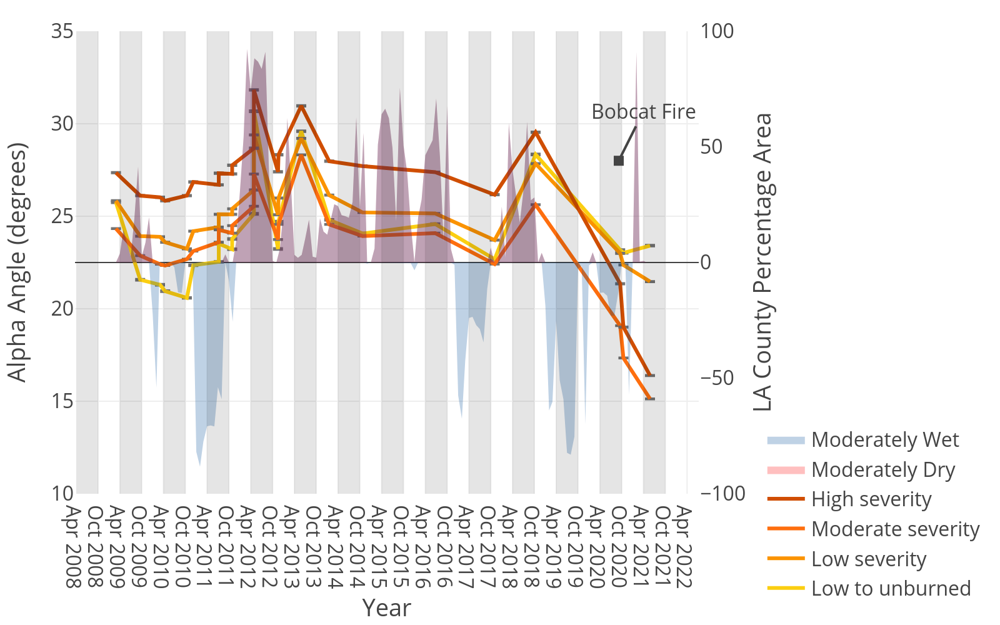 35
30
25
20
15
10
Alpha Angle (degrees)
100
50
0
−50
−100
LA County Percentage Area
Bobcat Fire
Apr 2008
Oct 2008
Apr 2009
Oct 2009
Apr 2010
Oct 2010
Apr 2011
Oct 2011
Apr 2012
Oct 2012
Apr 2013
Oct 2013
Apr 2014
Oct 2014
Apr 2015
Oct 2015
Apr 2016
Oct 2016
Apr 2017
Oct 2017
Apr 2018
Oct 2018
Apr 2019
Oct 2019
Apr 2020
Oct 2020
Apr 2021
Oct 2021
Apr 2022
Year
Moderately Wet
Moderately Dry
High severity
Moderate severity
Low severity
Low to unburned